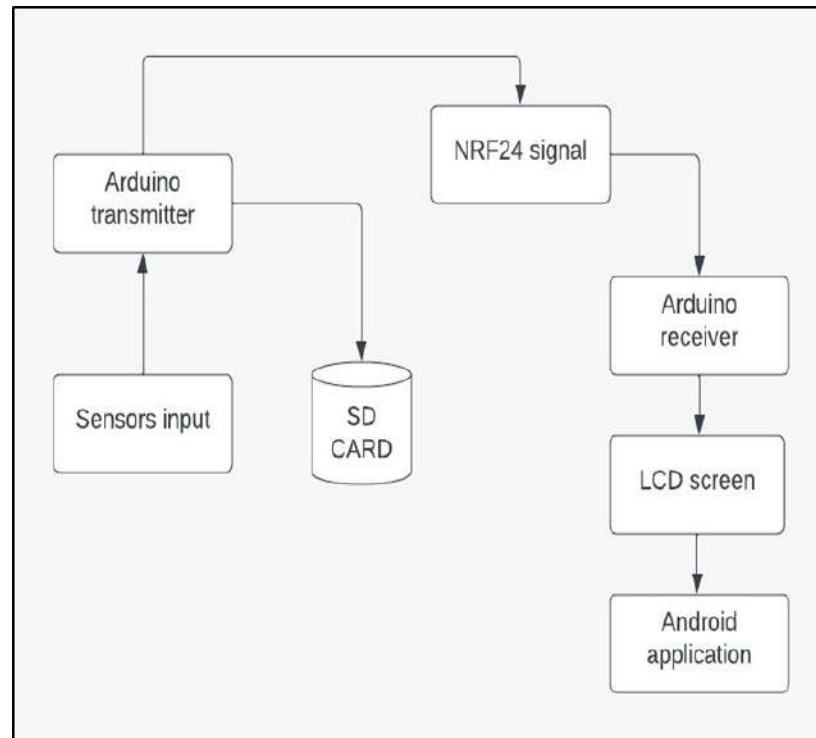 NRF24 signal
Arduino
transmitter
Arduino
receiver
Sensors input
SD
CARD
LCD screen
Android
application